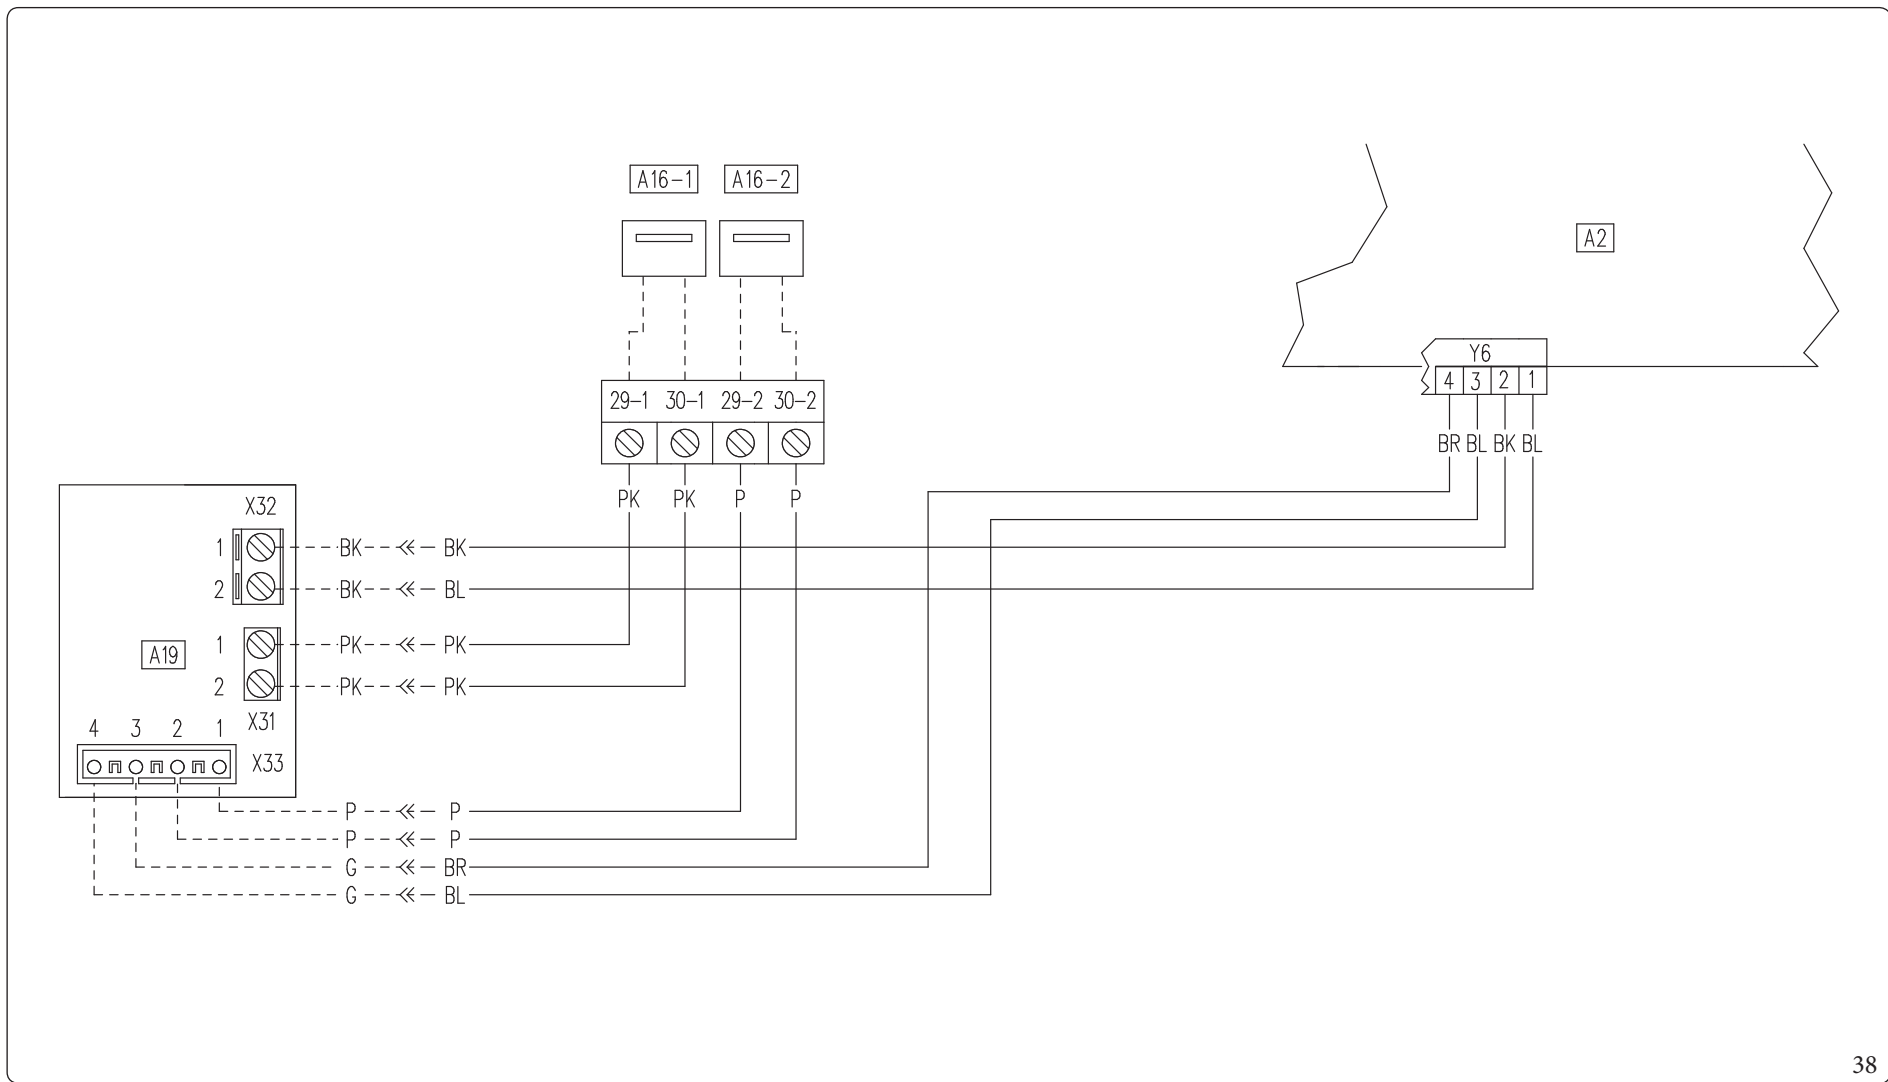 A16-1 A16-2
A2
Y6
4 3 2 1
29-1 30-1 29-2 30-2
BR BL BK BL
PK PK P P
X32
1 BK BK
2 BK BL
1 PK PK
A19
2 PK PK
X31
4 3 2 1
X33
P P
P P
G BR
G BL
38